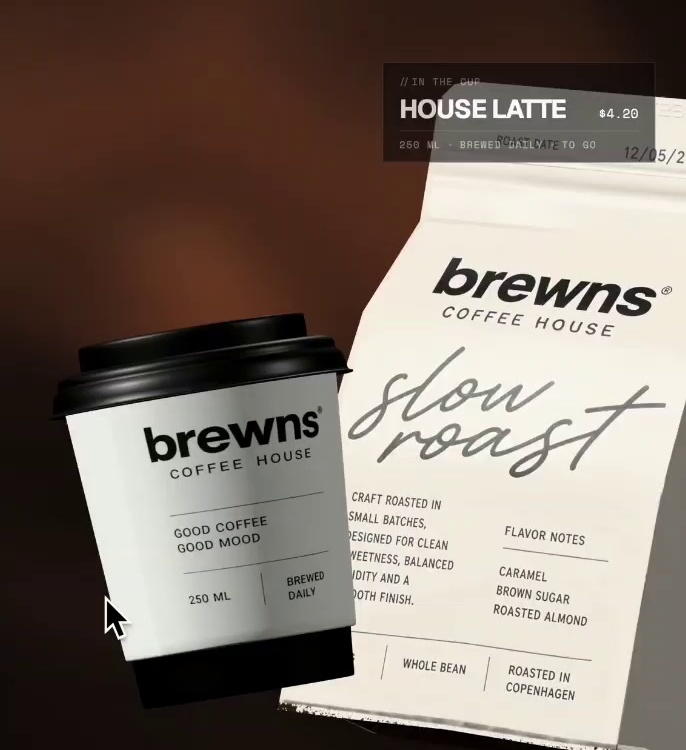 // IN THE CUP
HOUSE LATTE
$4.20
250 ML · BREWED DAILY · TO GO
ROAST DATE
12/05/2
brewns®
COFFEE HOUSE
slow
roast
CRAFT ROASTED IN
SMALL BATCHES,
DESIGNED FOR CLEAN
WEETNESS, BALANCED
IDITY AND A
OOTH FINISH.
FLAVOR NOTES
CARAMEL
BROWN SUGAR
ROASTED ALMOND
WHOLE BEAN
ROASTED IN
COPENHAGEN
brewns®
COFFEE HOUSE
GOOD COFFEE
GOOD MOOD
250 ML
BREWED
DAILY